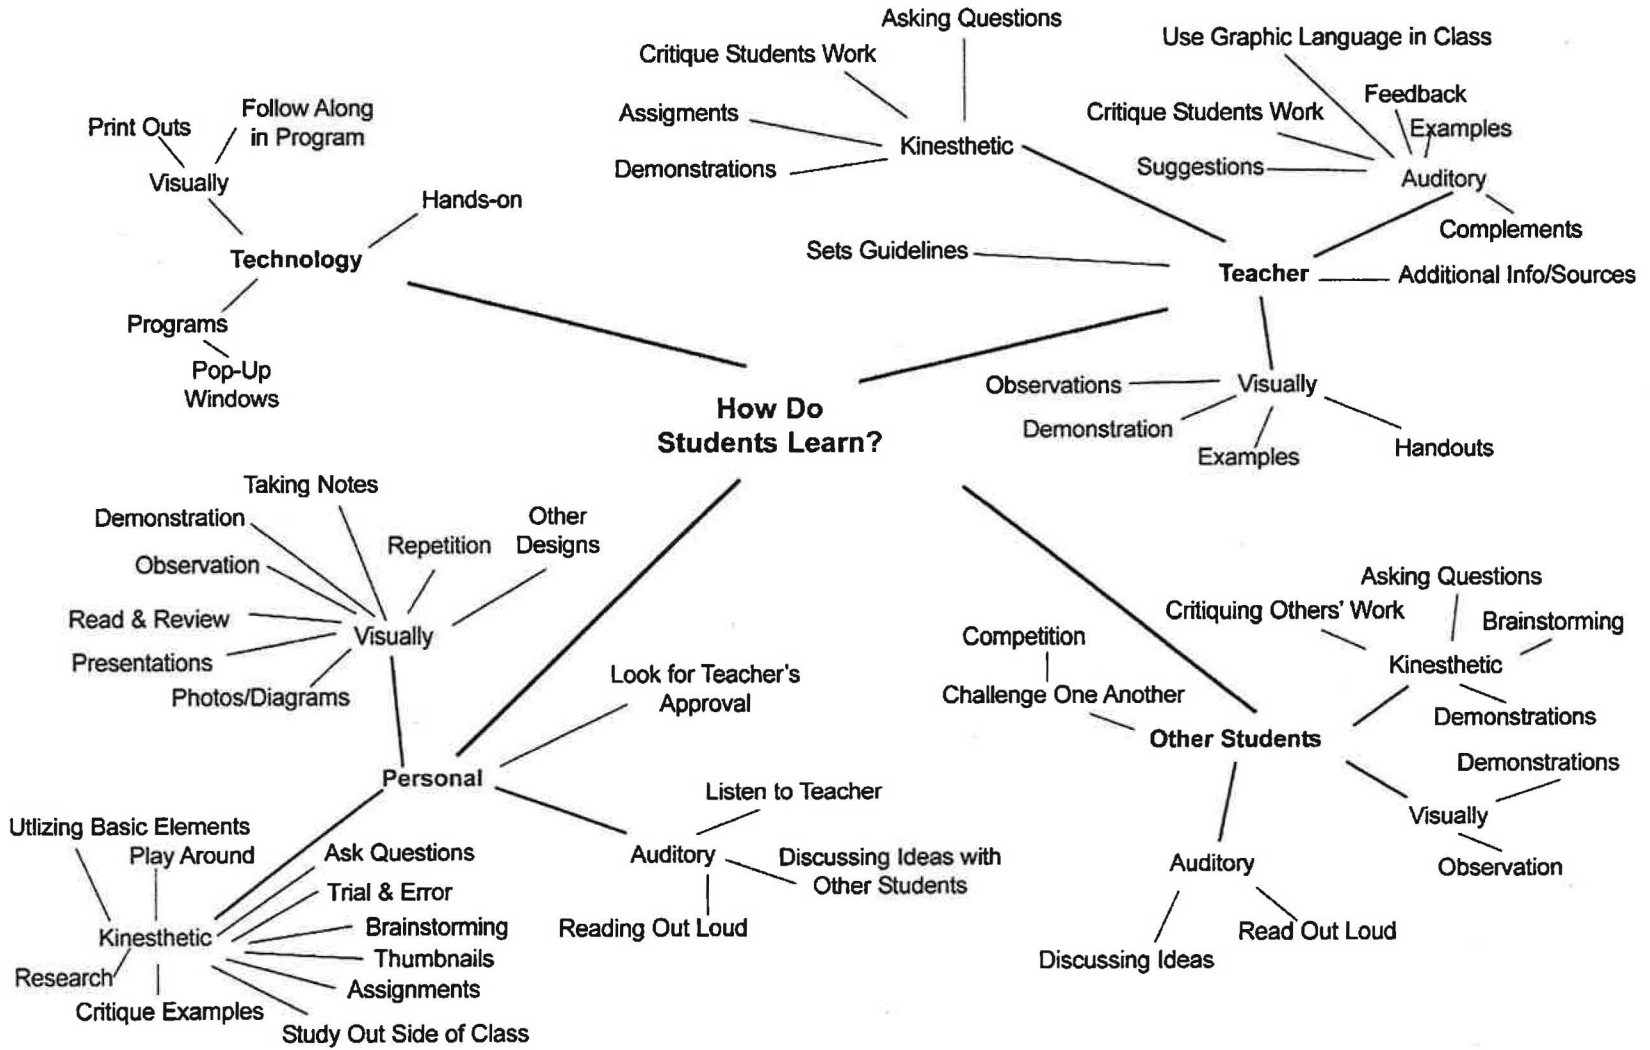 Asking Questions
Critique Students Work
Assigments
Demonstrations
Kinesthetic
Use Graphic Language in Class
Feedback
Critique Students Work
Examples
Suggestions
Auditory
Complements
Sets Guidelines
Teacher
Additional Info/Sources
Observations
Visually
Demonstration
Examples
Handouts
Print Outs
Follow Along
in Program
Visually
Hands-on
Technology
Programs
Pop-Up
Windows
How Do
Students Learn?
Taking Notes
Demonstration
Observation
Repetition
Other
Designs
Read & Review
Visually
Presentations
Photos/Diagrams
Look for Teacher's
Approval
Personal
Listen to Teacher
Auditory
Discussing Ideas with
Other Students
Reading Out Loud
Utlizing Basic Elements
Play Around
Ask Questions
Trial & Error
Brainstorming
Kinesthetic
Thumbnails
Research
Assignments
Critique Examples
Study Out Side of Class
Asking Questions
Critiquing Others' Work
Brainstorming
Competition
Kinesthetic
Challenge One Another
Demonstrations
Other Students
Demonstrations
Visually
Observation
Auditory
Read Out Loud
Discussing Ideas